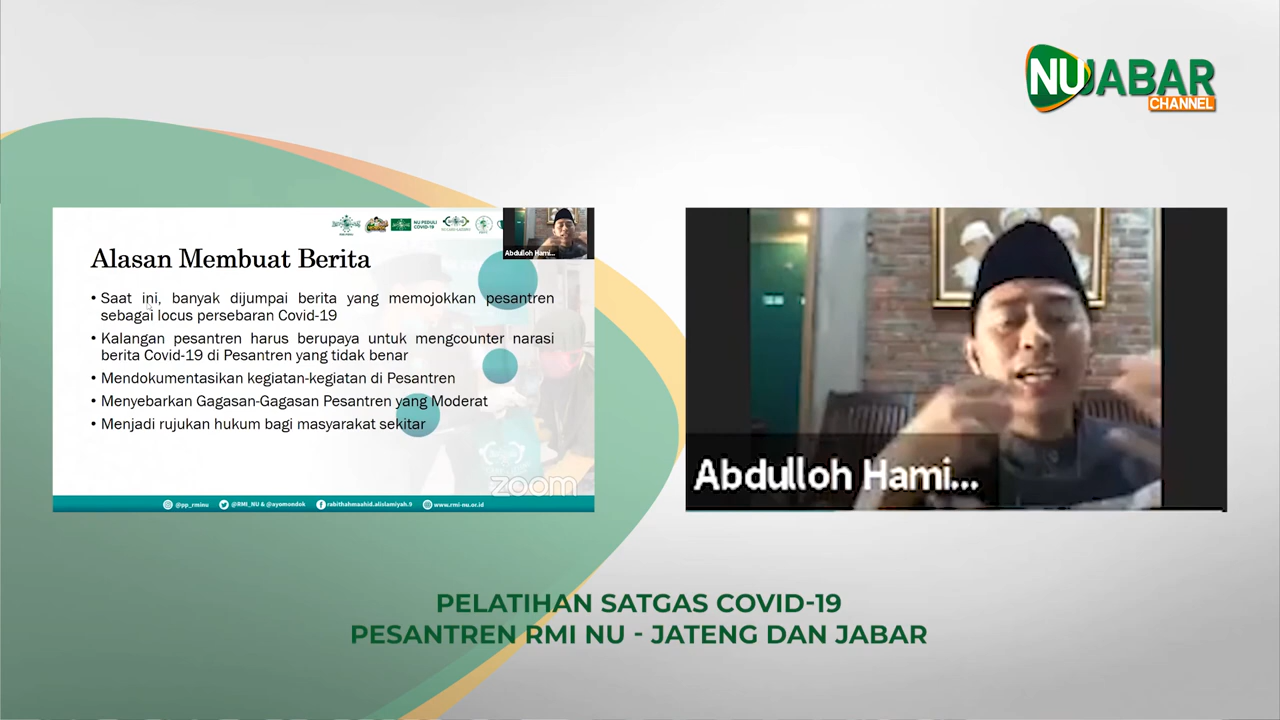 NU JABAR
CHANNEL
NU PEDULI
COVID-19
Abdulloh Hami...
Alasan Membuat Berita
• Saat ini, banyak dijumpai berita yang memojokkan pesantren
sebagai locus persebaran Covid-19
• Kalangan pesantren harus berupaya untuk mengcounter narasi
berita Covid-19 di Pesantren yang tidak benar
• Mendokumentasikan kegiatan-kegiatan di Pesantren
• Menyebarkan Gagasan-Gagasan Pesantren yang Moderat
• Menjadi rujukan hukum bagi masyarakat sekitar
zoom
@pp_rminu @RMI_NU & @ayomondok rabithahmaahid.alislamiyah.9 www.rmi-nu.or.id
Abdulloh Hami...
PELATIHAN SATGAS COVID-19
PESANTREN RMI NU - JATENG DAN JABAR